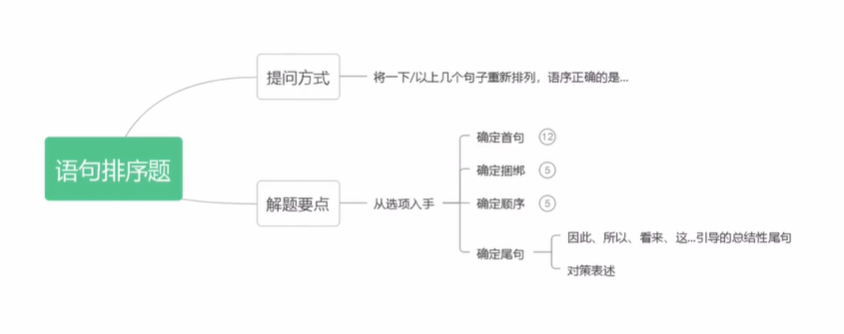 语句排序题
提问方式
将一下/以上几个句子重新排列，语序正确的是...
解题要点
从选项入手
确定首句 12
确定捆绑 5
确定顺序 5
确定尾句
因此、所以、看来、这...引导的总结性尾句
对策表述